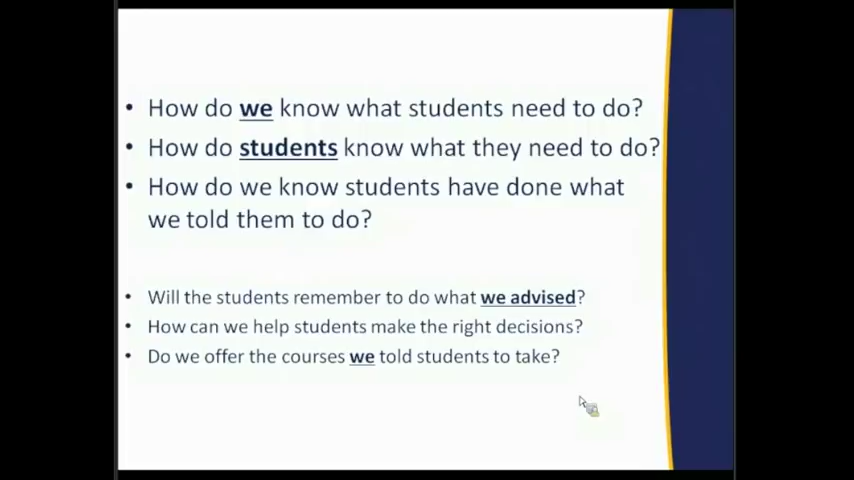 • How do we know what students need to do?
• How do students know what they need to do?
• How do we know students have done what
we told them to do?
• Will the students remember to do what we advised?
• How can we help students make the right decisions?
• Do we offer the courses we told students to take?